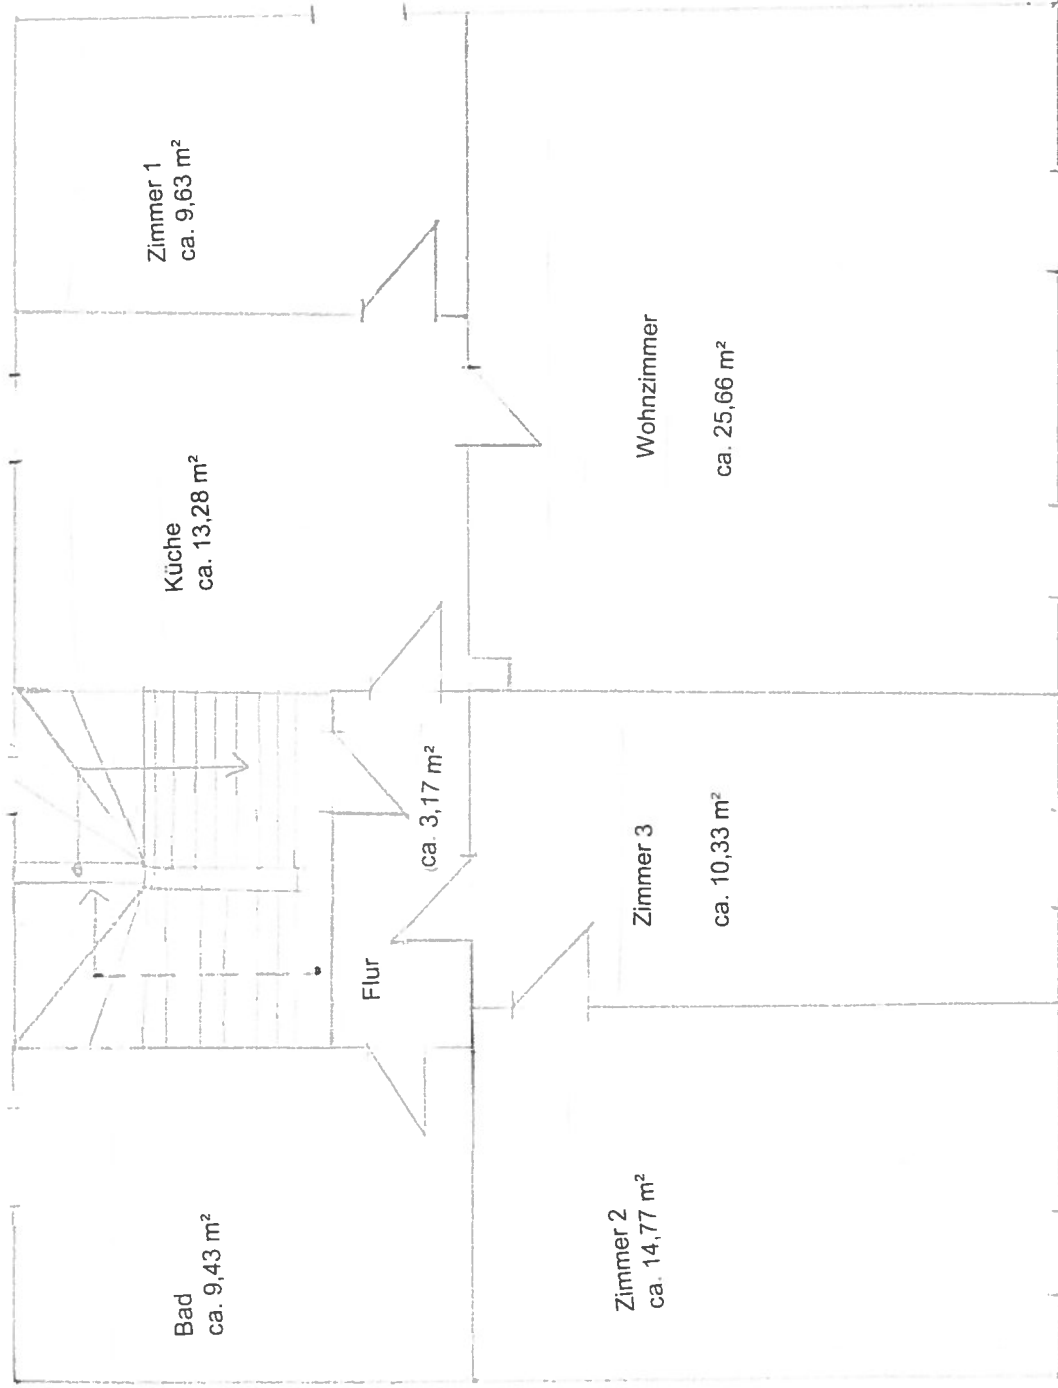 Bad
ca. 9,43 m²
Küche
ca. 13,28 m²
Zimmer 1
ca. 9,63 m²
Flur
ca. 3,17 m²
Zimmer 2
ca. 14,77 m²
Zimmer 3
ca. 10,33 m²
Wohnzimmer
ca. 25,66 m²